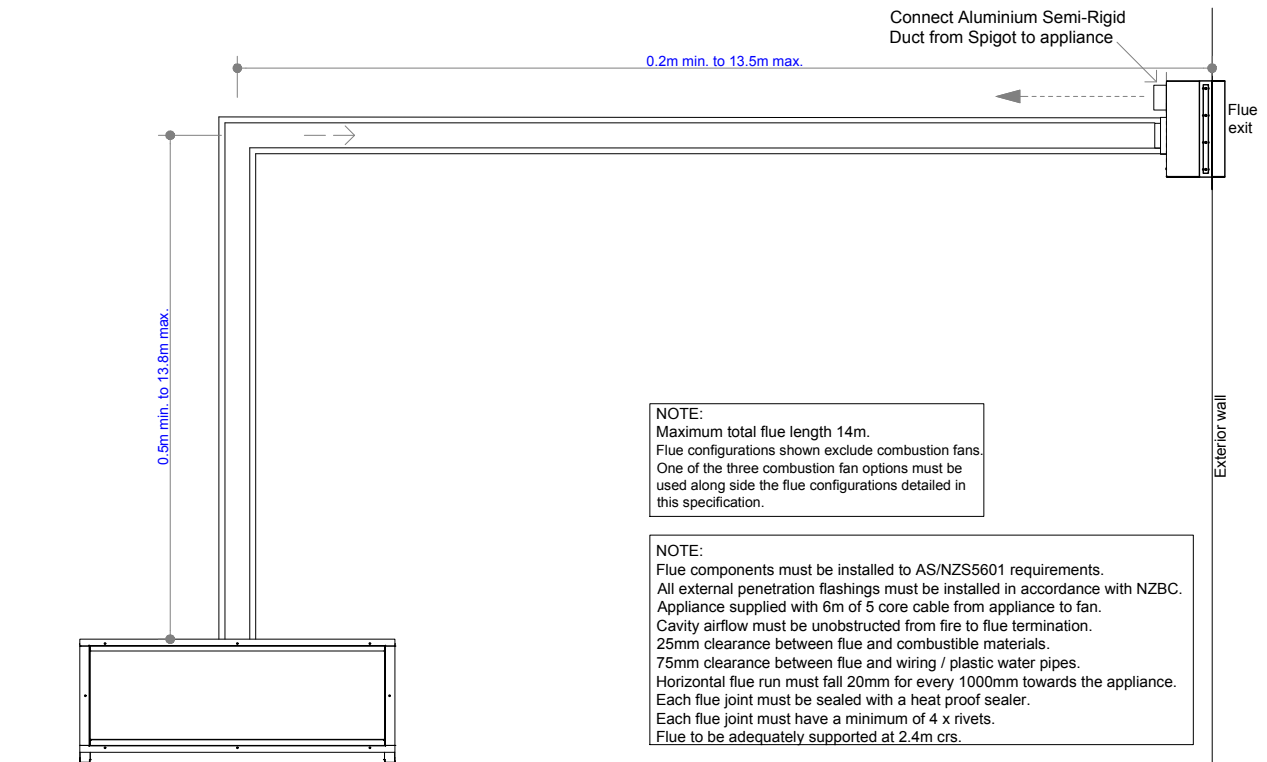 Connect Aluminium Semi-Rigid
Duct from Spigot to appliance
0.2m min. to 13.5m max.
Flue
exit
0.5m min. to 13.8m max.
Exterior wall
NOTE:
Maximum total flue length 14m.
Flue configurations shown exclude combustion fans.
One of the three combustion fan options must be
used along side the flue configurations detailed in
this specification.
NOTE:
Flue components must be installed to AS/NZS5601 requirements.
All external penetration flashings must be installed in accordance with NZBC.
Appliance supplied with 6m of 5 core cable from appliance to fan.
Cavity airflow must be unobstructed from fire to flue termination.
25mm clearance between flue and combustible materials.
75mm clearance between flue and wiring / plastic water pipes.
Horizontal flue run must fall 20mm for every 1000mm towards the appliance.
Each flue joint must be sealed with a heat proof sealer.
Each flue joint must have a minimum of 4 x rivets.
Flue to be adequately supported at 2.4m crs.